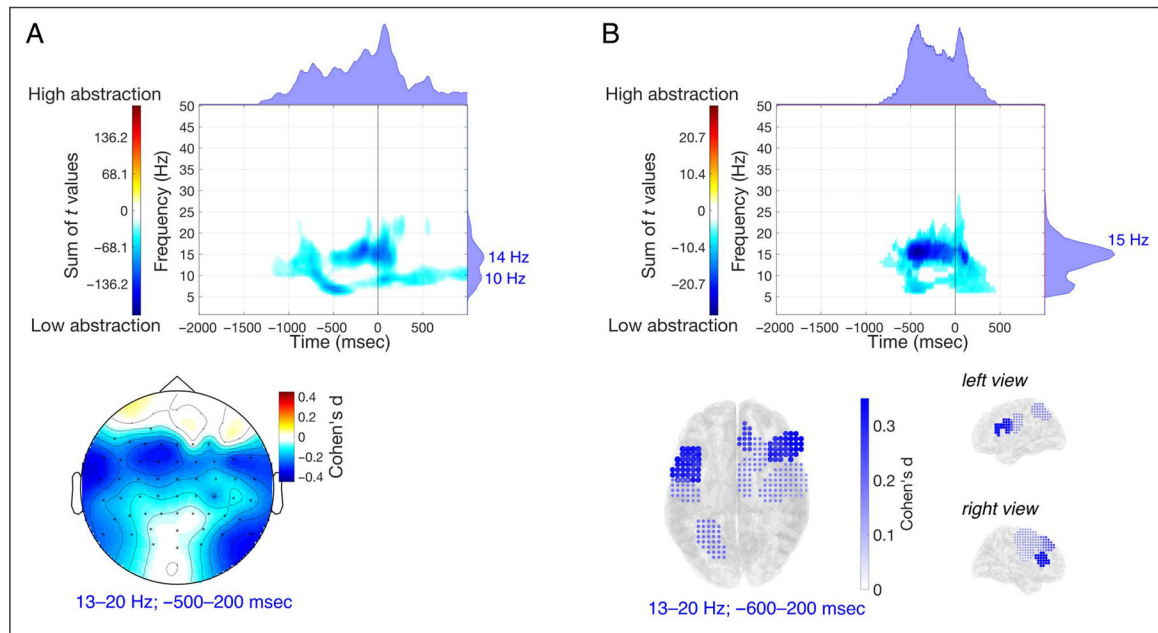 A
High abstraction
Sum of t values
136.2
68.1
0
−68.1
−136.2
Low abstraction
Frequency (Hz)
50
45
40
35
30
25
20
15
10
5
14 Hz
10 Hz
−2000 −1500 −1000 −500 0 500
Time (msec)
Cohen's d
0.4
0.2
0
−0.2
−0.4
13–20 Hz; −500–200 msec
B
High abstraction
Sum of t values
20.7
10.4
0
−10.4
−20.7
Low abstraction
Frequency (Hz)
50
45
40
35
30
25
20
15
10
5
15 Hz
−2000 −1500 −1000 −500 0 500
Time (msec)
Cohen's d
0.3
0.2
0.1
0
13–20 Hz; −600–200 msec
left view
right view